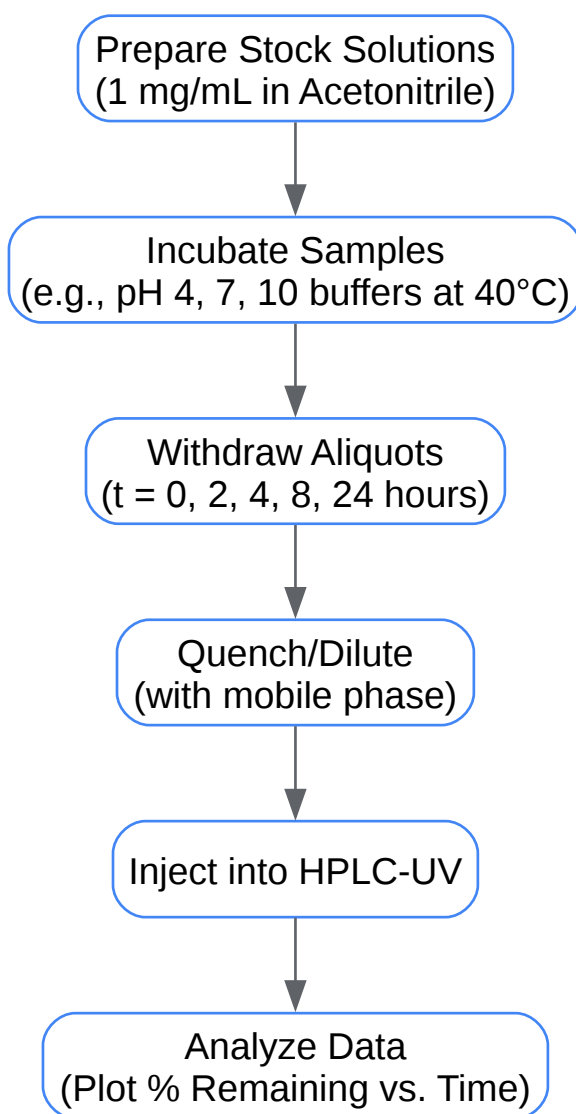 Prepare Stock Solutions
(1 mg/mL in Acetonitrile)
Incubate Samples
(e.g., pH 4, 7, 10 buffers at 40°C)
Withdraw Aliquots
(t = 0, 2, 4, 8, 24 hours)
Quench/Dilute
(with mobile phase)
Inject into HPLC-UV
Analyze Data
(Plot % Remaining vs. Time)